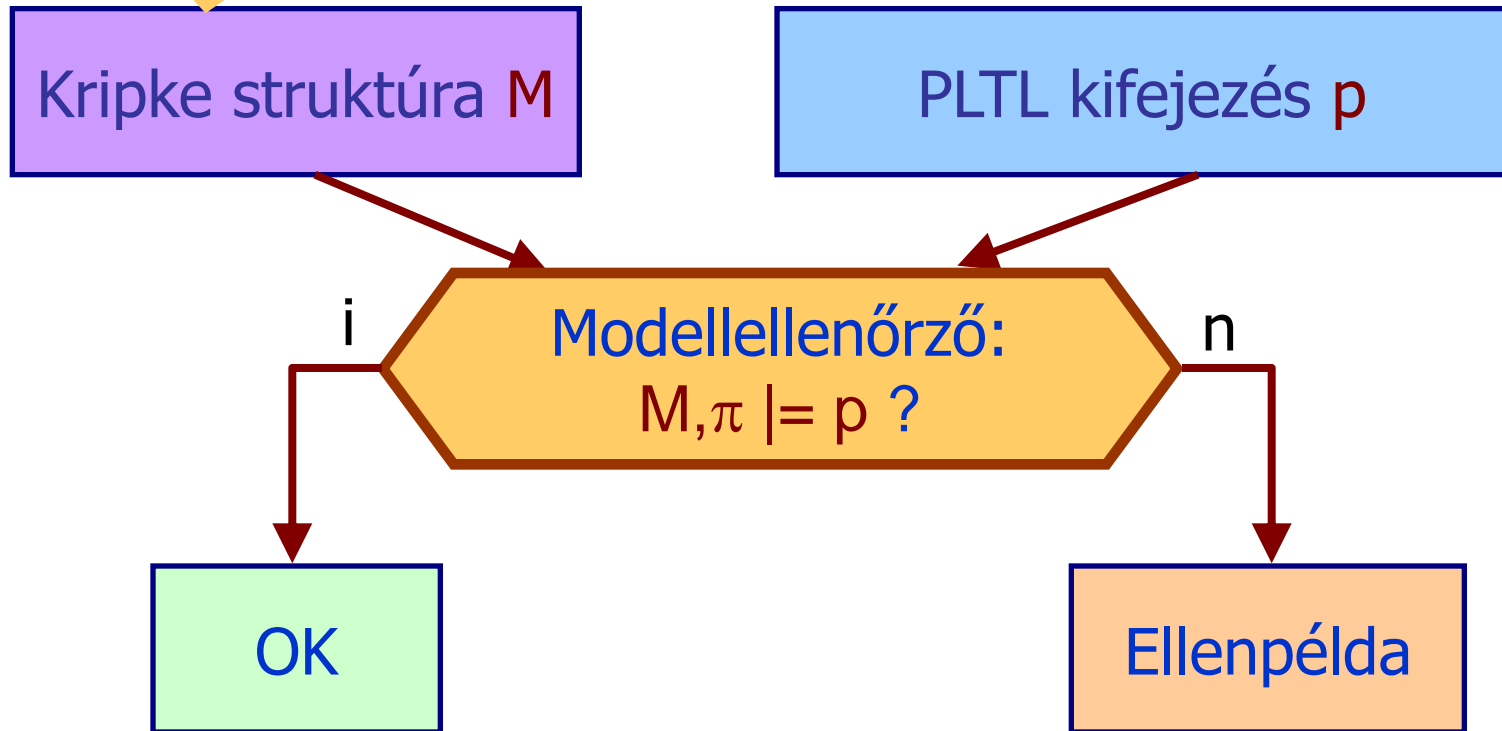 Kripke struktúra M
PLTL kifejezés p
i
Modellellenőrző:
n
M,π |= p ?
OK
Ellenpélda